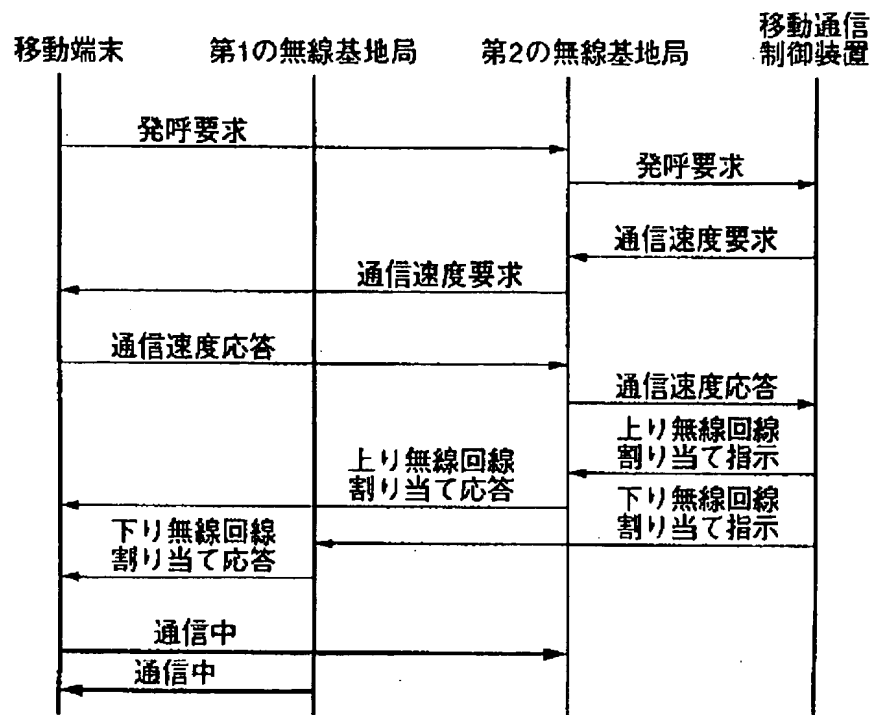 移動端末
第1の無線基地局
第2の無線基地局
移動通信
制御装置
発呼要求
発呼要求
通信速度要求
通信速度要求
通信速度応答
通信速度応答
上り無線回線
割り当て指示
上り無線回線
割り当て応答
下り無線回線
割り当て指示
下り無線回線
割り当て応答
通信中
通信中